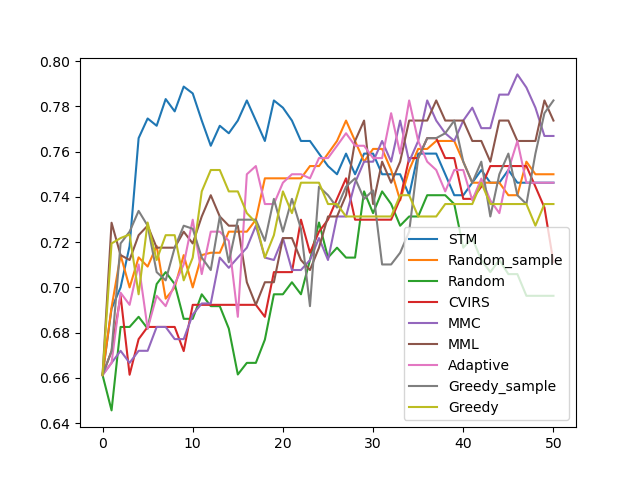 0.80
0.78
0.76
0.74
0.72
0.70
0.68
0.66
0.64
0
10
20
30
40
50
STM
Random_sample
Random
CVIRS
MMC
MML
Adaptive
Greedy_sample
Greedy